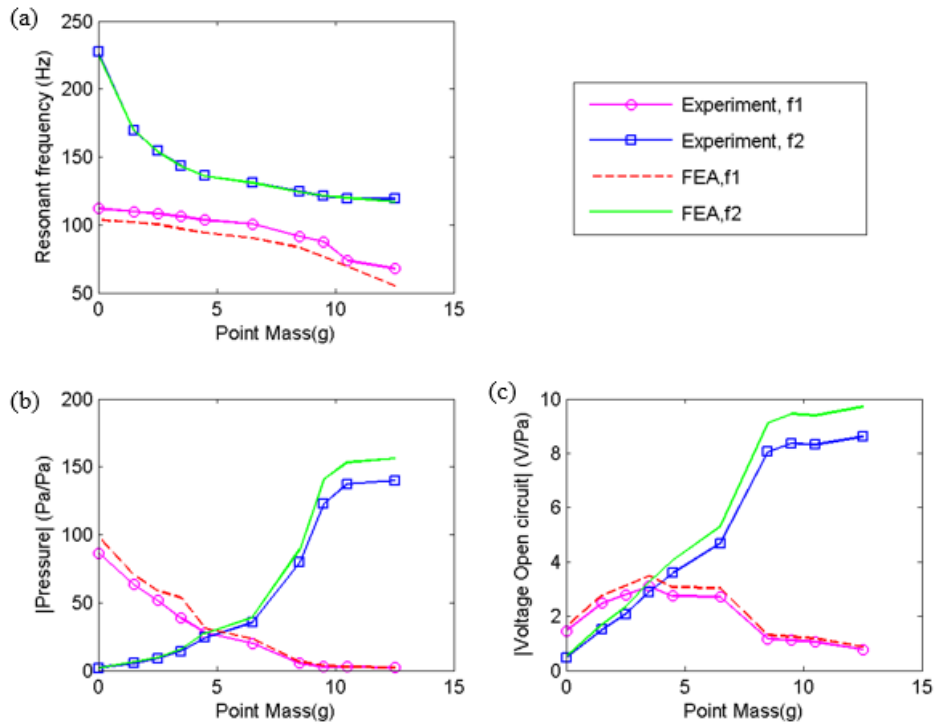 (a)
250
200
150
100
50
Resonant frequency (Hz)
0 5 10 15
Point Mass(g)
Experiment, f1
Experiment, f2
FEA,f1
FEA,f2
(b)
200
150
100
50
0
|Pressure| (Pa/Pa)
0 5 10 15
Point Mass(g)
(c)
10
8
6
4
2
0
|Voltage Open circuit| (V/Pa)
0 5 10 15
Point Mass(g)